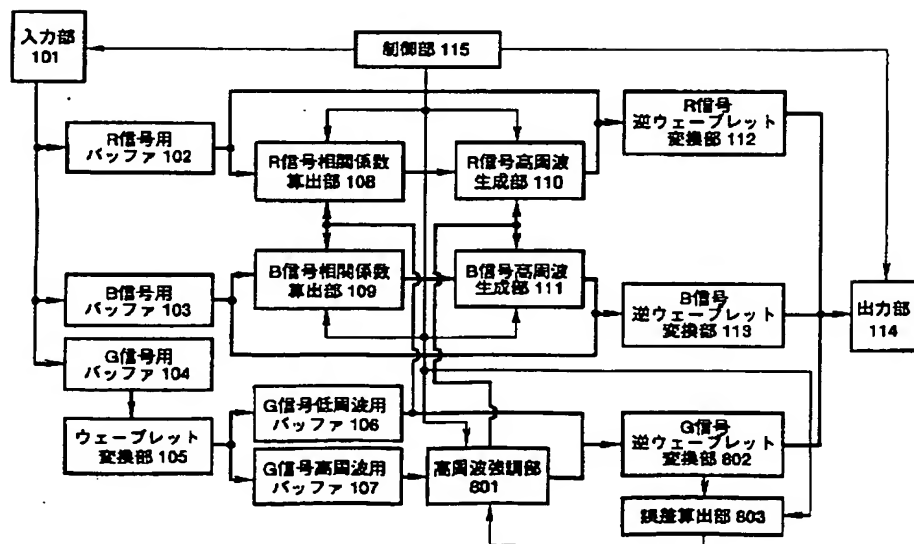 入力部
101
制御部 115
R信号用
バッファ 102
R信号相関係数
算出部 108
R信号高周波
生成部 110
R信号
逆ウェーブレット
変換部 112
B信号用
バッファ 103
B信号相関係数
算出部 109
B信号高周波
生成部 111
B信号
逆ウェーブレット
変換部 113
出力部
114
G信号用
バッファ 104
ウェーブレット
変換部 105
G信号低周波用
バッファ 106
G信号高周波用
バッファ 107
高周波強調部
801
G信号
逆ウェーブレット
変換部 802
誤差算出部 803